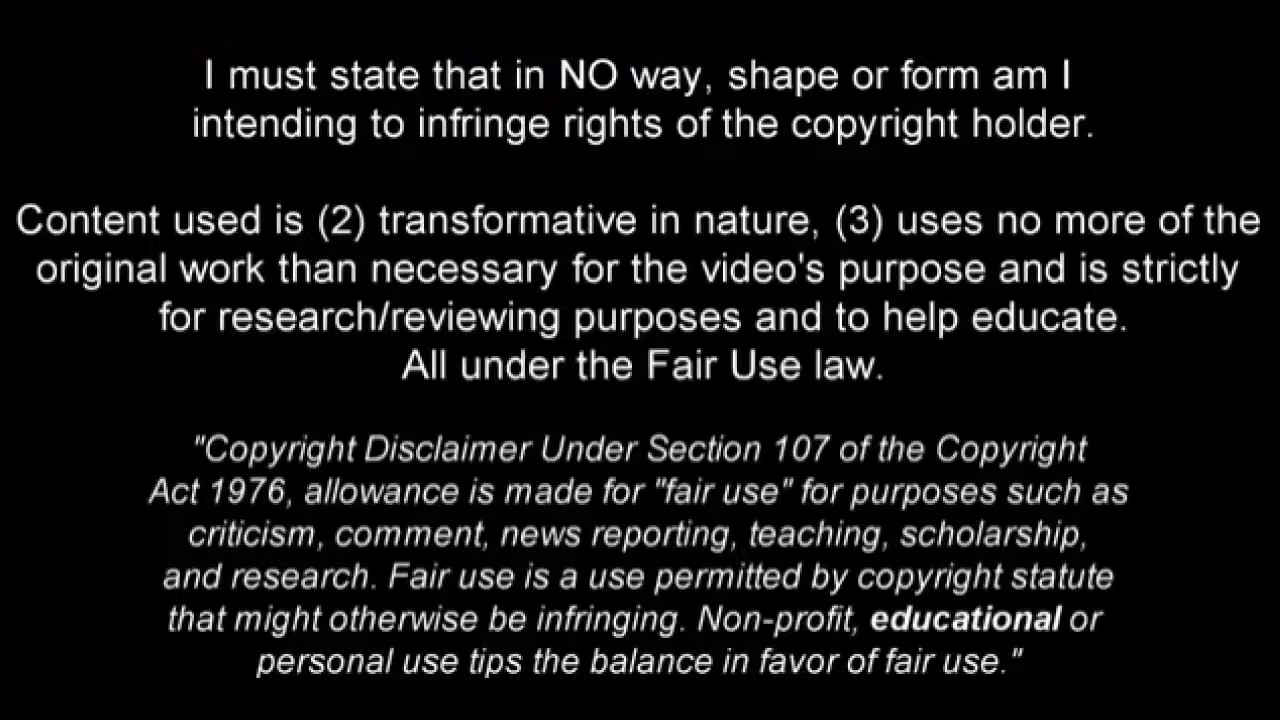 I must state that in NO way, shape or form am I
intending to infringe rights of the copyright holder.
Content used is (2) transformative in nature, (3) uses no more of the
original work than necessary for the video's purpose and is strictly
for research/reviewing purposes and to help educate.
All under the Fair Use law.
"Copyright Disclaimer Under Section 107 of the Copyright
Act 1976, allowance is made for "fair use" for purposes such as
criticism, comment, news reporting, teaching, scholarship,
and research. Fair use is a use permitted by copyright statute
that might otherwise be infringing. Non-profit, educational or
personal use tips the balance in favor of fair use."